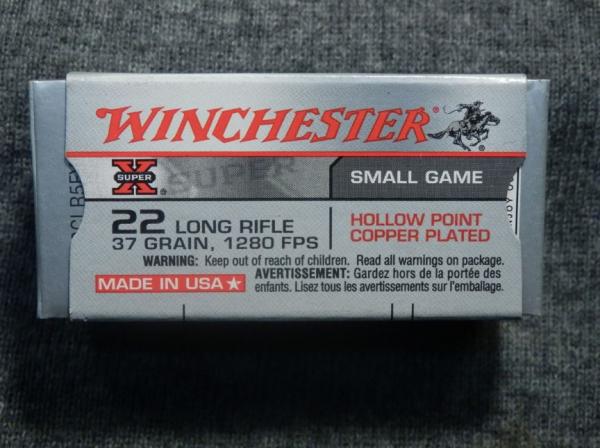 WINCHESTER®
SUPER X® SUPER
SMALL GAME
22 LONG RIFLE
37 GRAIN, 1280 FPS
HOLLOW POINT
COPPER PLATED
WARNING: Keep out of reach of children. Read all warnings on package.
AVERTISSEMENT: Gardez hors de la portée des
enfants. Lisez tous les avertissements sur l'emballage.
MADE IN USA